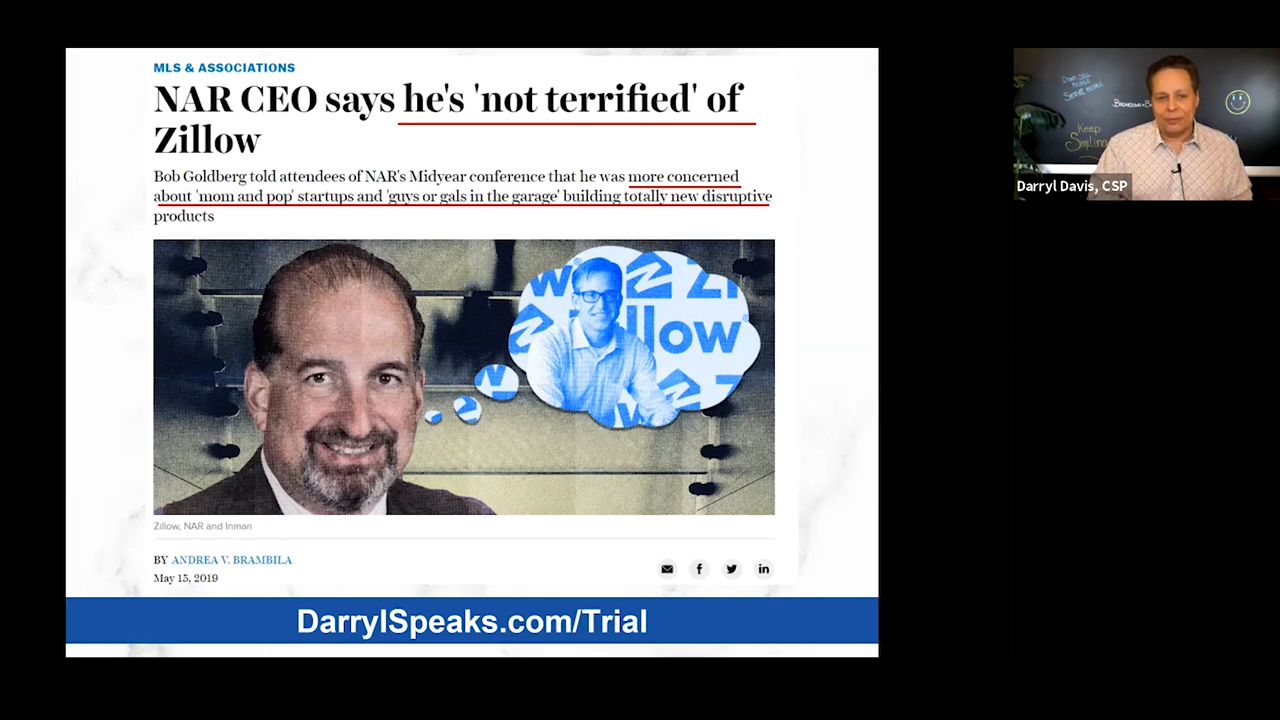 MLS & ASSOCIATIONS
NAR CEO says he's 'not terrified' of
Zillow
Bob Goldberg told attendees of NAR's Midyear conference that he was more concerned
about 'mom and pop' startups and 'guys or gals in the garage' building totally new disruptive
products
Zillow
Zillow, NAR and Inman
BY ANDREA V. BRAMBILA
May 15, 2019
DarrylSpeaks.com/Trial
Keep
Smiling
Darryl Davis, CSP